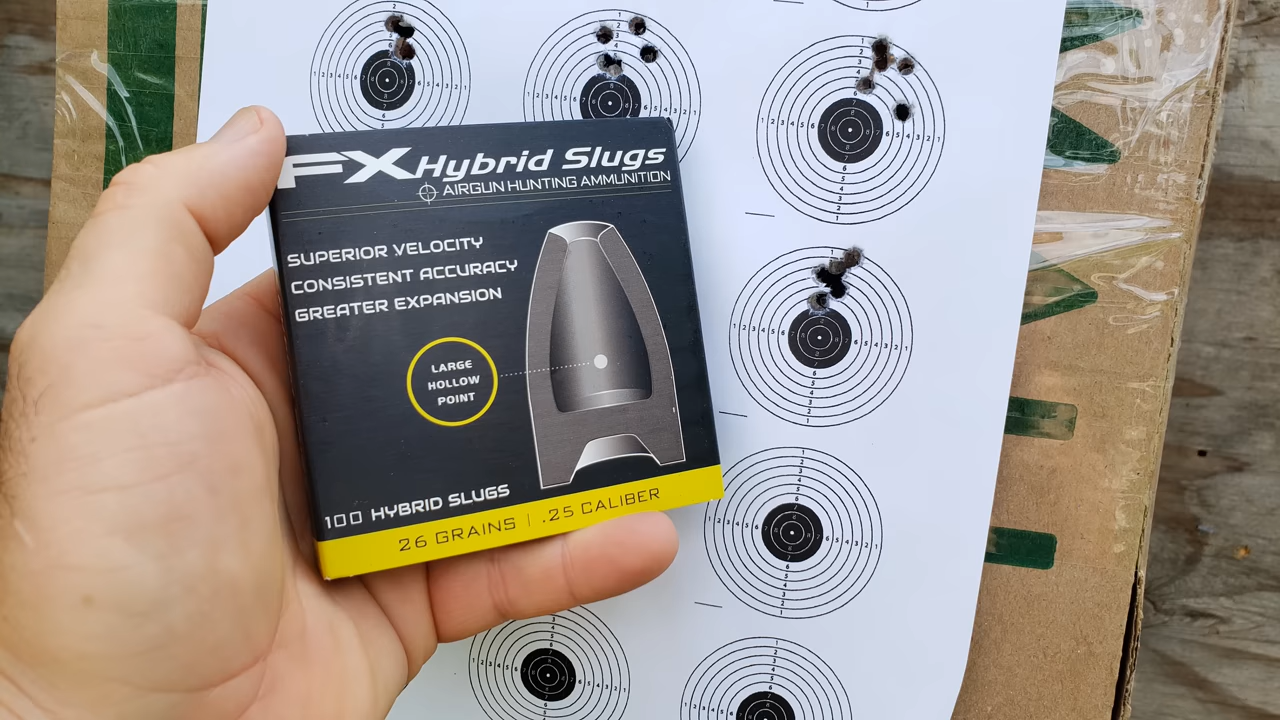 FX Hybrid Slugs
AIRGUN HUNTING AMMUNITION
SUPERIOR VELOCITY
CONSISTENT ACCURACY
GREATER EXPANSION
LARGE
HOLLOW
POINT
100 HYBRID SLUGS
26 GRAINS | .25 CALIBER